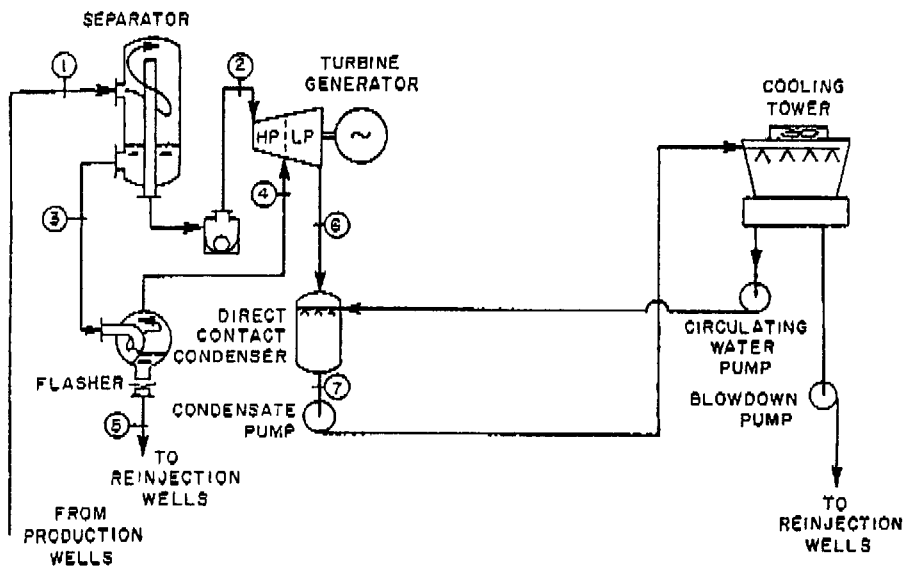 SEPARATOR
1
2
TURBINE
GENERATOR
HP LP
~
COOLING
TOWER
4
3
6
DIRECT
CONTACT
CONDENSER
CIRCULATING
WATER
PUMP
FLASHER
7
5
CONDENSATE
PUMP
BLOWDOWN
PUMP
TO
REINJECTION
WELLS
FROM
PRODUCTION
WELLS
TO
REINJECTION
WELLS